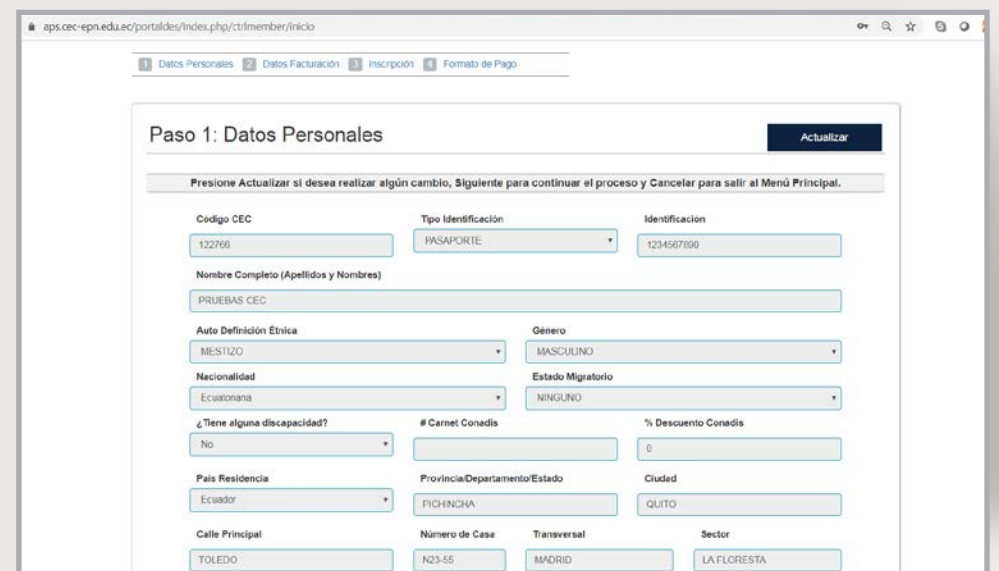 aps.cec-epn.edu.ec/portaldes/index.php/ctrlmember/inicio
1 Datos Personales 2 Datos Facturación 3 Inscripción 4 Formato de Pago
Paso 1: Datos Personales
Actualizar
Presione Actualizar si desea realizar algún cambio, Siguiente para continuar el proceso y Cancelar para salir al Menú Principal.
Código CEC Tipo Identificación Identificación
122766 PASAPORTE 1234567890
Nombre Completo (Apellidos y Nombres)
PRUEBAS CEC
Auto Definición Étnica Género
MESTIZO MASCULINO
Nacionalidad Estado Migratorio
Ecuatoriana NINGUNO
¿Tiene alguna discapacidad? # Carnet Conadis % Descuento Conadis
No 0
País Residencia Provincia/Departamento/Estado Ciudad
Ecuador PICHINCHA QUITO
Calle Principal Número de Casa Transversal Sector
TOLEDO N23-55 MADRID LA FLORESTA